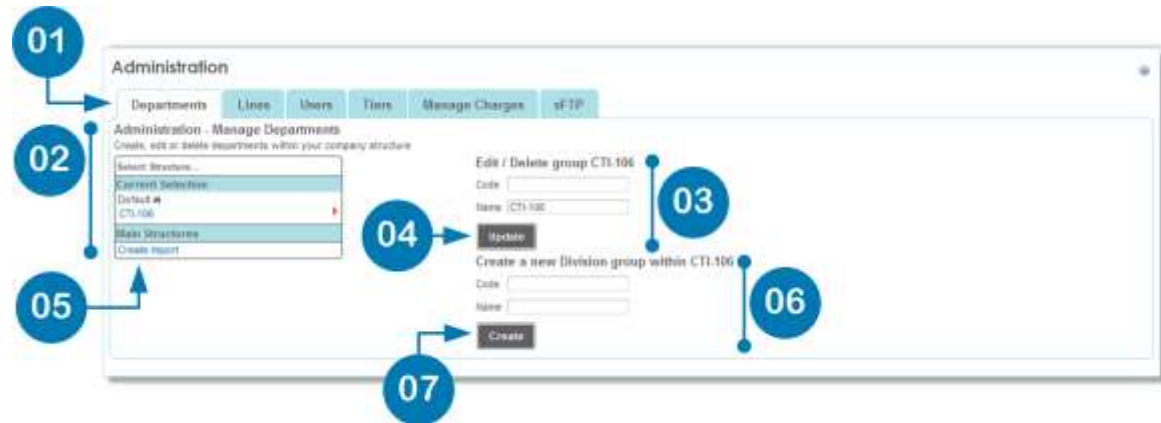 01
Administration
Departments Lines Users Tiers Manage Charges sFTP
02
Administration - Manage Departments
Create, edit or delete departments within your company structure
Select Structure...
Current Selection
Default
CTI-106
Main Structures
Create Import
Edit / Delete group CTI-106
Code
Name CTI-106
03
04
Update
Create a new Division group within CTI-106
Code
Name
05
06
Create
07